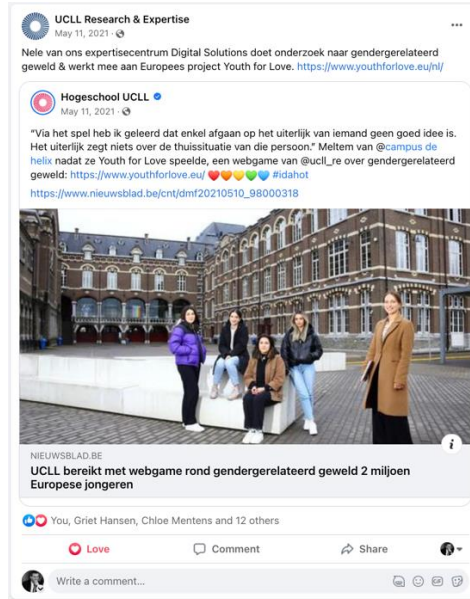 UCLL Research & Expertise
May 11, 2021 ·
Nele van ons expertisecentrum Digital Solutions doet onderzoek naar gendergerelateerd
geweld & werkt mee aan Europees project Youth for Love. https://www.youthforlove.eu/nl/
Hogeschool UCLL
May 11, 2021 ·
"Via het spel heb ik geleerd dat enkel afgaan op het uiterlijk van iemand geen goed idee is.
Het uiterlijk zegt niets over de thuissituatie van die persoon." Meltem van @campus de
helix nadat ze Youth for Love speelde, een webgame van @ucll_re over gendergerelateerd
geweld: https://www.youthforlove.eu/ ❤️🧡💛💚💙 #idahot
https://www.nieuwsblad.be/cnt/dmf20210510_98000318
NIEUWSBLAD.BE
UCLL bereikt met webgame rond gendergerelateerd geweld 2 miljoen
Europese jongeren
You, Griet Hansen, Chloe Mentens and 12 others
Love Comment Share
Write a comment...